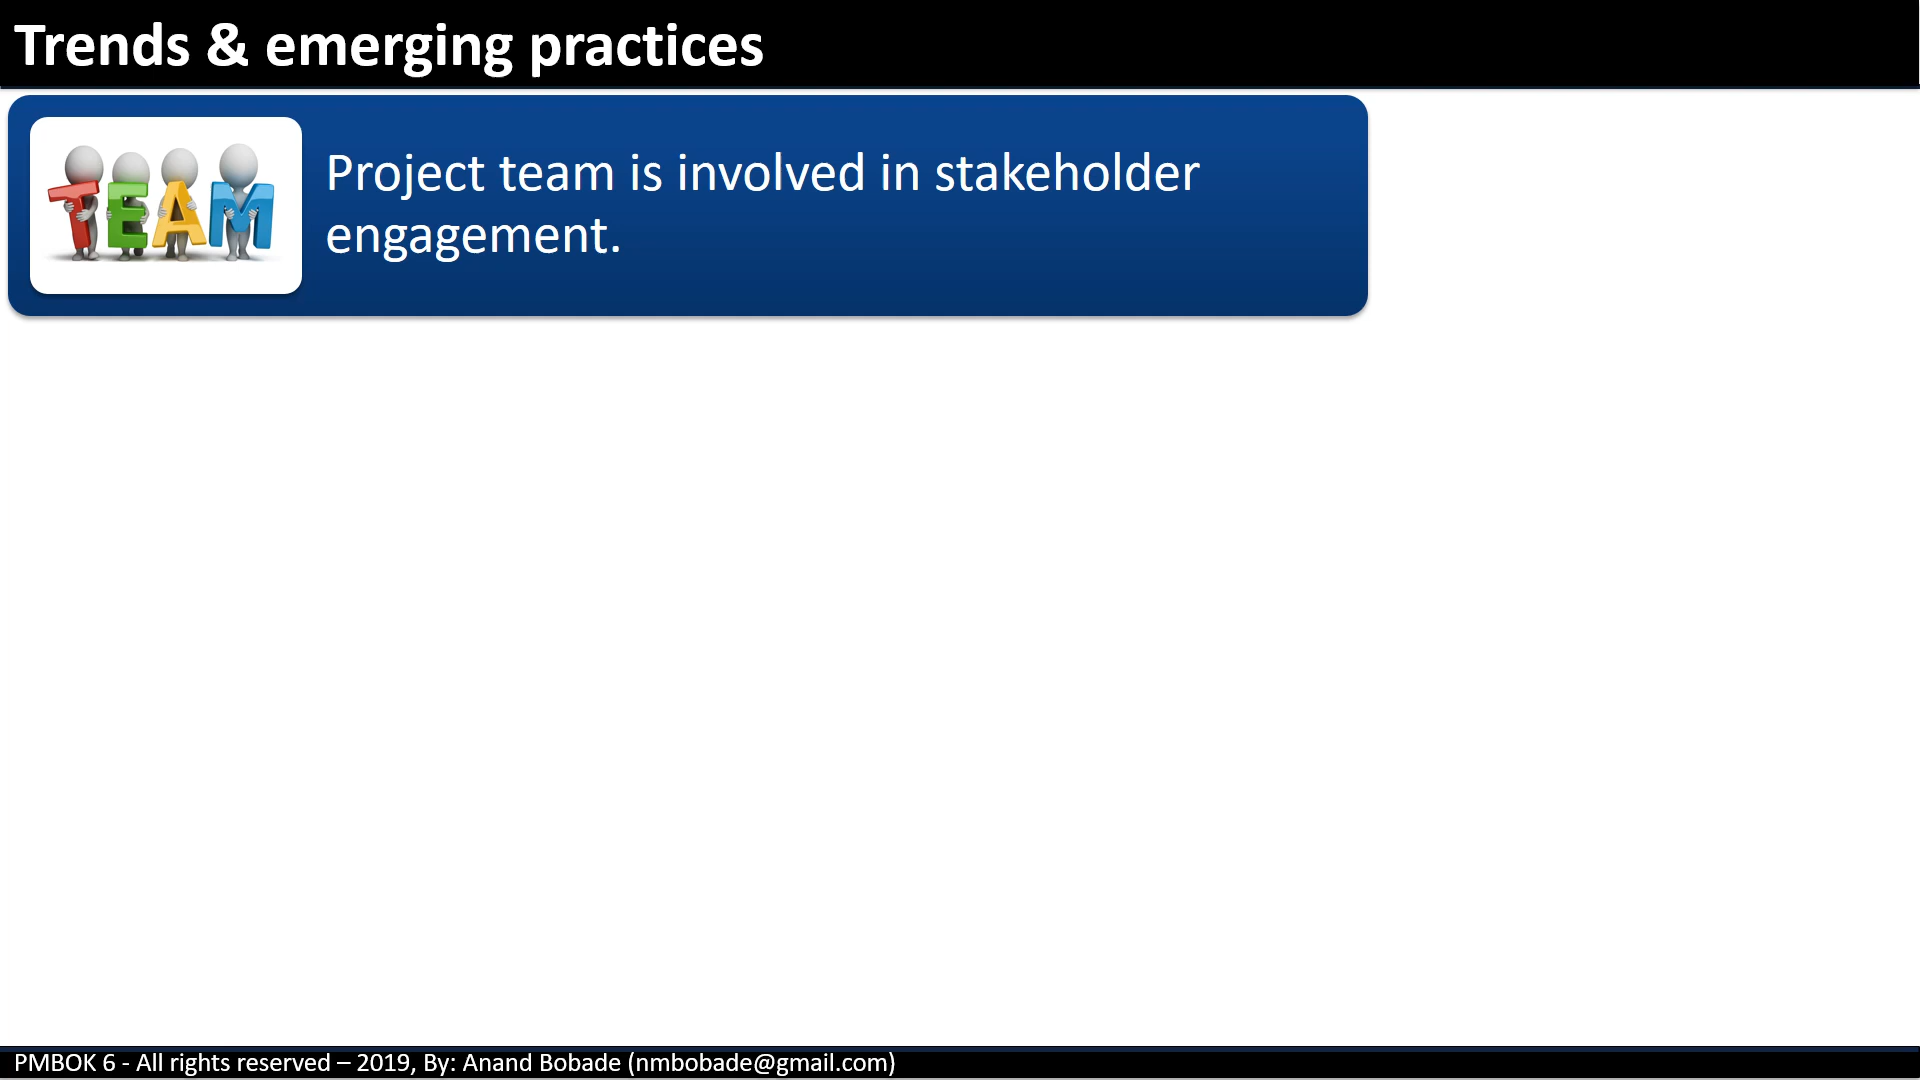 Trends & emerging practices
TEAM
Project team is involved in stakeholder
engagement.
PMBOK 6 - All rights reserved – 2019, By: Anand Bobade (nmbobade@gmail.com)